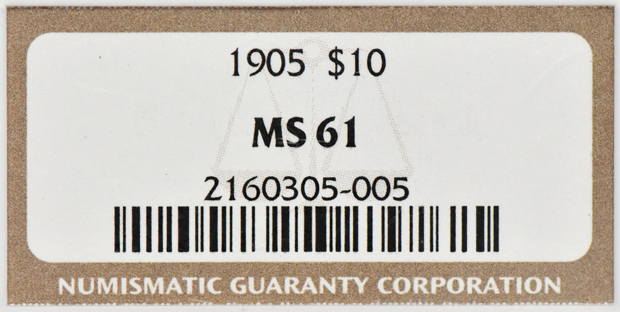 1905 $10
MS 61
2160305-005
NUMISMATIC GUARANTY CORPORATION